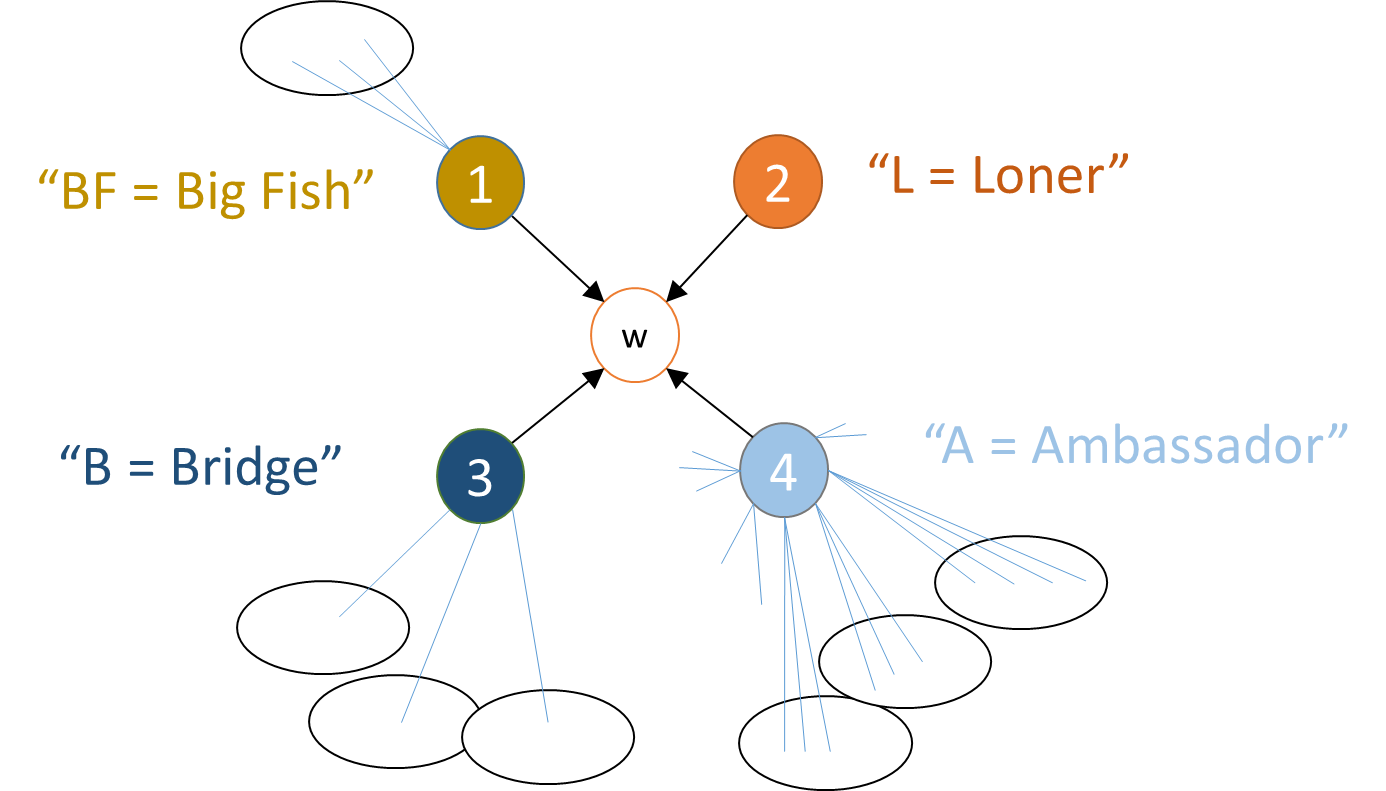 “BF = Big Fish”
1
2
“L = Loner”
w
“B = Bridge”
3
4
“A = Ambassador”